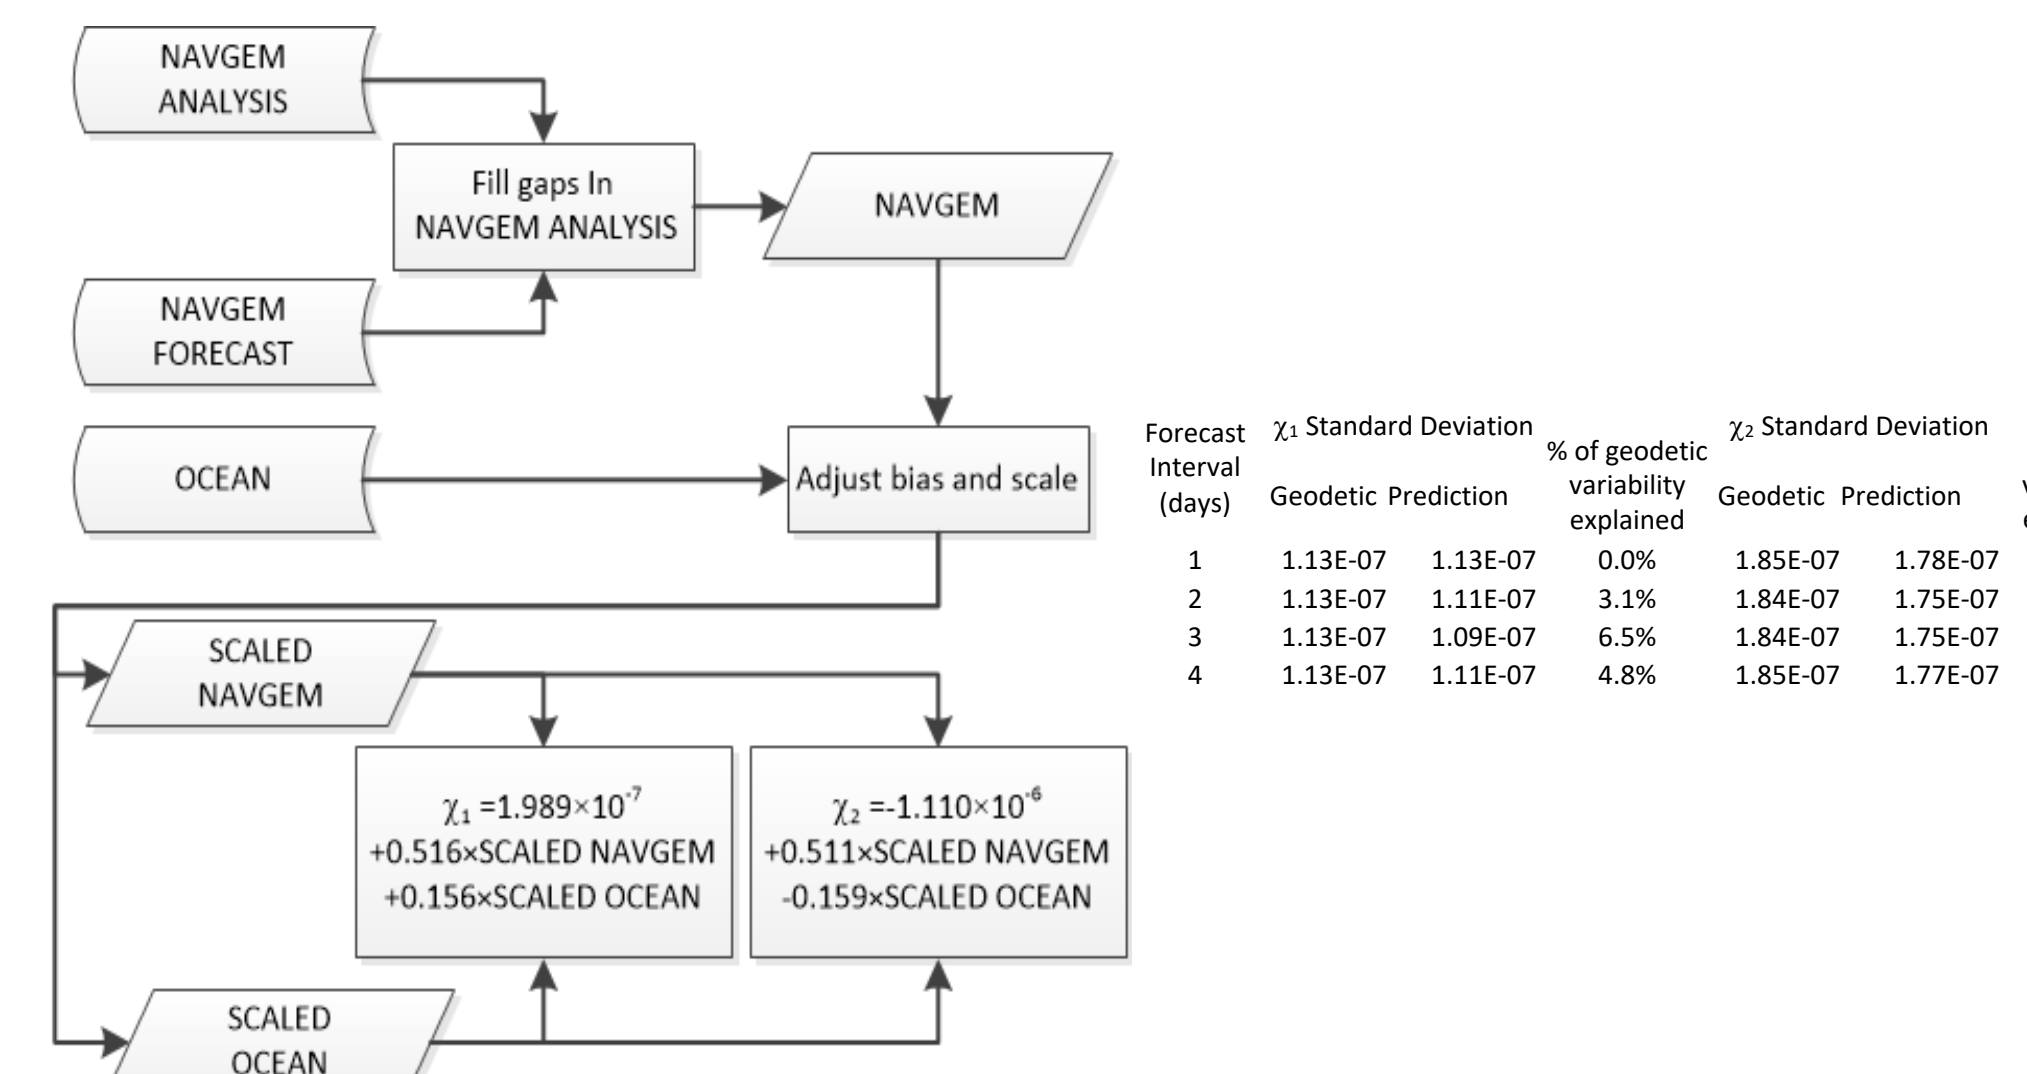 NAVGEM
ANALYSIS
Fill gaps In
NAVGEM ANALYSIS
NAVGEM
NAVGEM
FORECAST
OCEAN
Adjust bias and scale
SCALED
NAVGEM
χ₁ =1.989×10⁻⁷
+0.516×SCALED NAVGEM
+0.156×SCALED OCEAN
χ₂ =-1.110×10⁻⁶
+0.511×SCALED NAVGEM
-0.159×SCALED OCEAN
SCALED
OCEAN
Forecast
Interval
(days)
χ₁ Standard Deviation
Geodetic Prediction
% of geodetic
variability
explained
χ₂ Standard Deviation
Geodetic Prediction
1 1.13E-07 1.13E-07 0.0% 1.85E-07 1.78E-07
2 1.13E-07 1.11E-07 3.1% 1.84E-07 1.75E-07
3 1.13E-07 1.09E-07 6.5% 1.84E-07 1.75E-07
4 1.13E-07 1.11E-07 4.8% 1.85E-07 1.77E-07